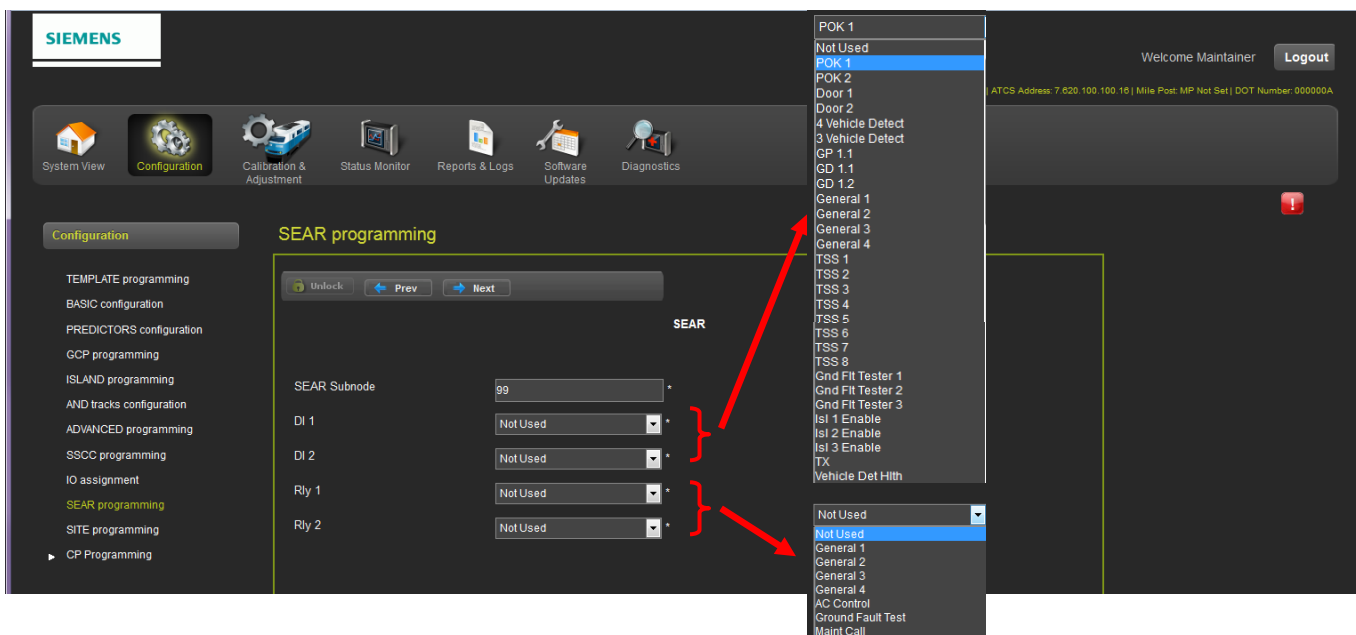 SIEMENS
Welcome Maintainer
Logout
| ATCS Address: 7.620.100.100.16 | Mile Post: MP Not Set | DOT Number: 000000A
System View
Configuration
Calibration &
Adjustment
Status Monitor
Reports & Logs
Software
Updates
Diagnostics
Configuration
TEMPLATE programming
BASIC configuration
PREDICTORS configuration
GCP programming
ISLAND programming
AND tracks configuration
ADVANCED programming
SSCC programming
IO assignment
SEAR programming
SITE programming
CP Programming
SEAR programming
Unlock
Prev
Next
SEAR
SEAR Subnode 99 *
DI 1 Not Used *
DI 2 Not Used *
Rly 1 Not Used *
Rly 2 Not Used *
POK 1
Not Used
POK 1
POK 2
Door 1
Door 2
4 Vehicle Detect
3 Vehicle Detect
GP 1.1
GD 1.1
GD 1.2
General 1
General 2
General 3
General 4
TSS 1
TSS 2
TSS 3
TSS 4
TSS 5
TSS 6
TSS 7
TSS 8
Gnd Flt Tester 1
Gnd Flt Tester 2
Gnd Flt Tester 3
Isl 1 Enable
Isl 2 Enable
Isl 3 Enable
TX
Vehicle Det Hlth
Not Used
Not Used
General 1
General 2
General 3
General 4
AC Control
Ground Fault Test
Maint Call